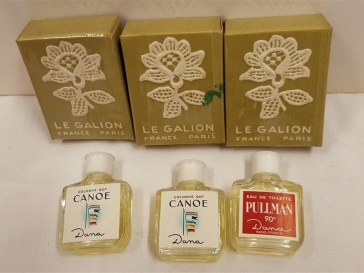 LE GALION
FRANCE PARIS
LE GALION
FRANCE PARIS
LE GALION
FRANCE PARIS
COLOGNE 90°
CANOE
Dana
COLOGNE 90°
CANOE
Dana
EAU DE TOILETTE
PULLMAN
90°
Dana